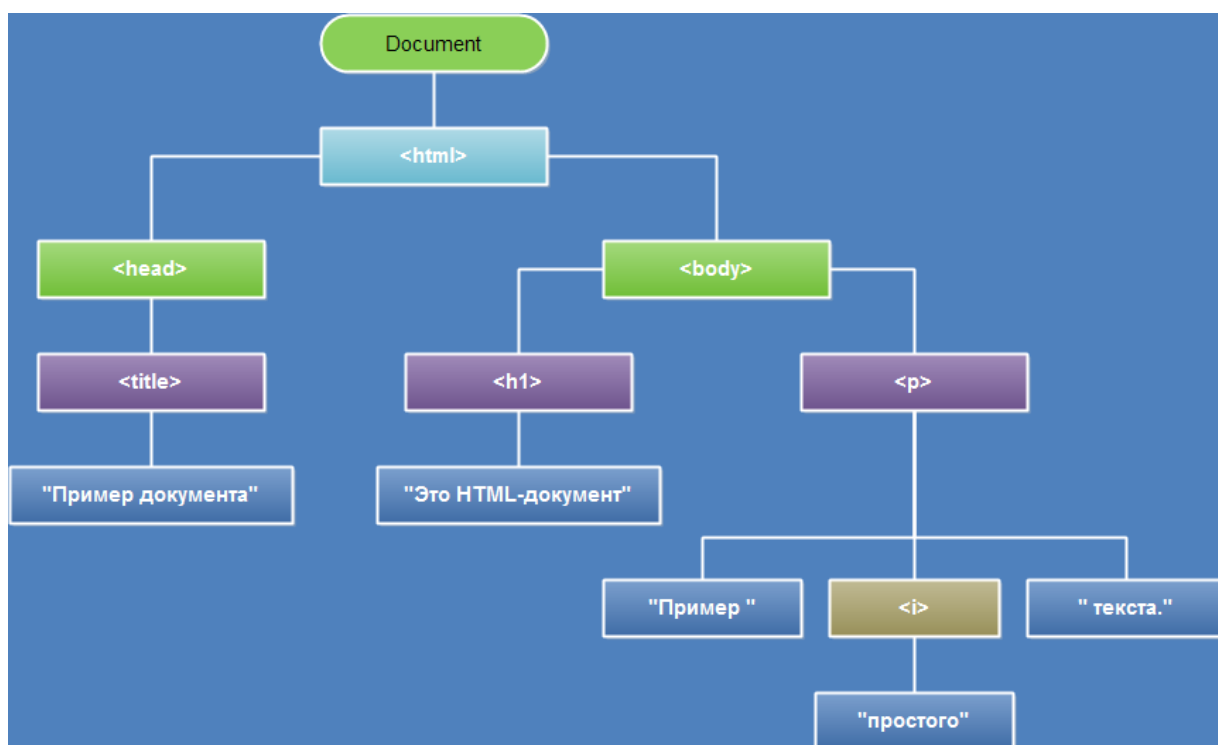 Document
<html>
<head>
<body>
<title>
<h1>
<p>
"Пример документа"
"Это HTML-документ"
"Пример "
<i>
" текста."
"простого"